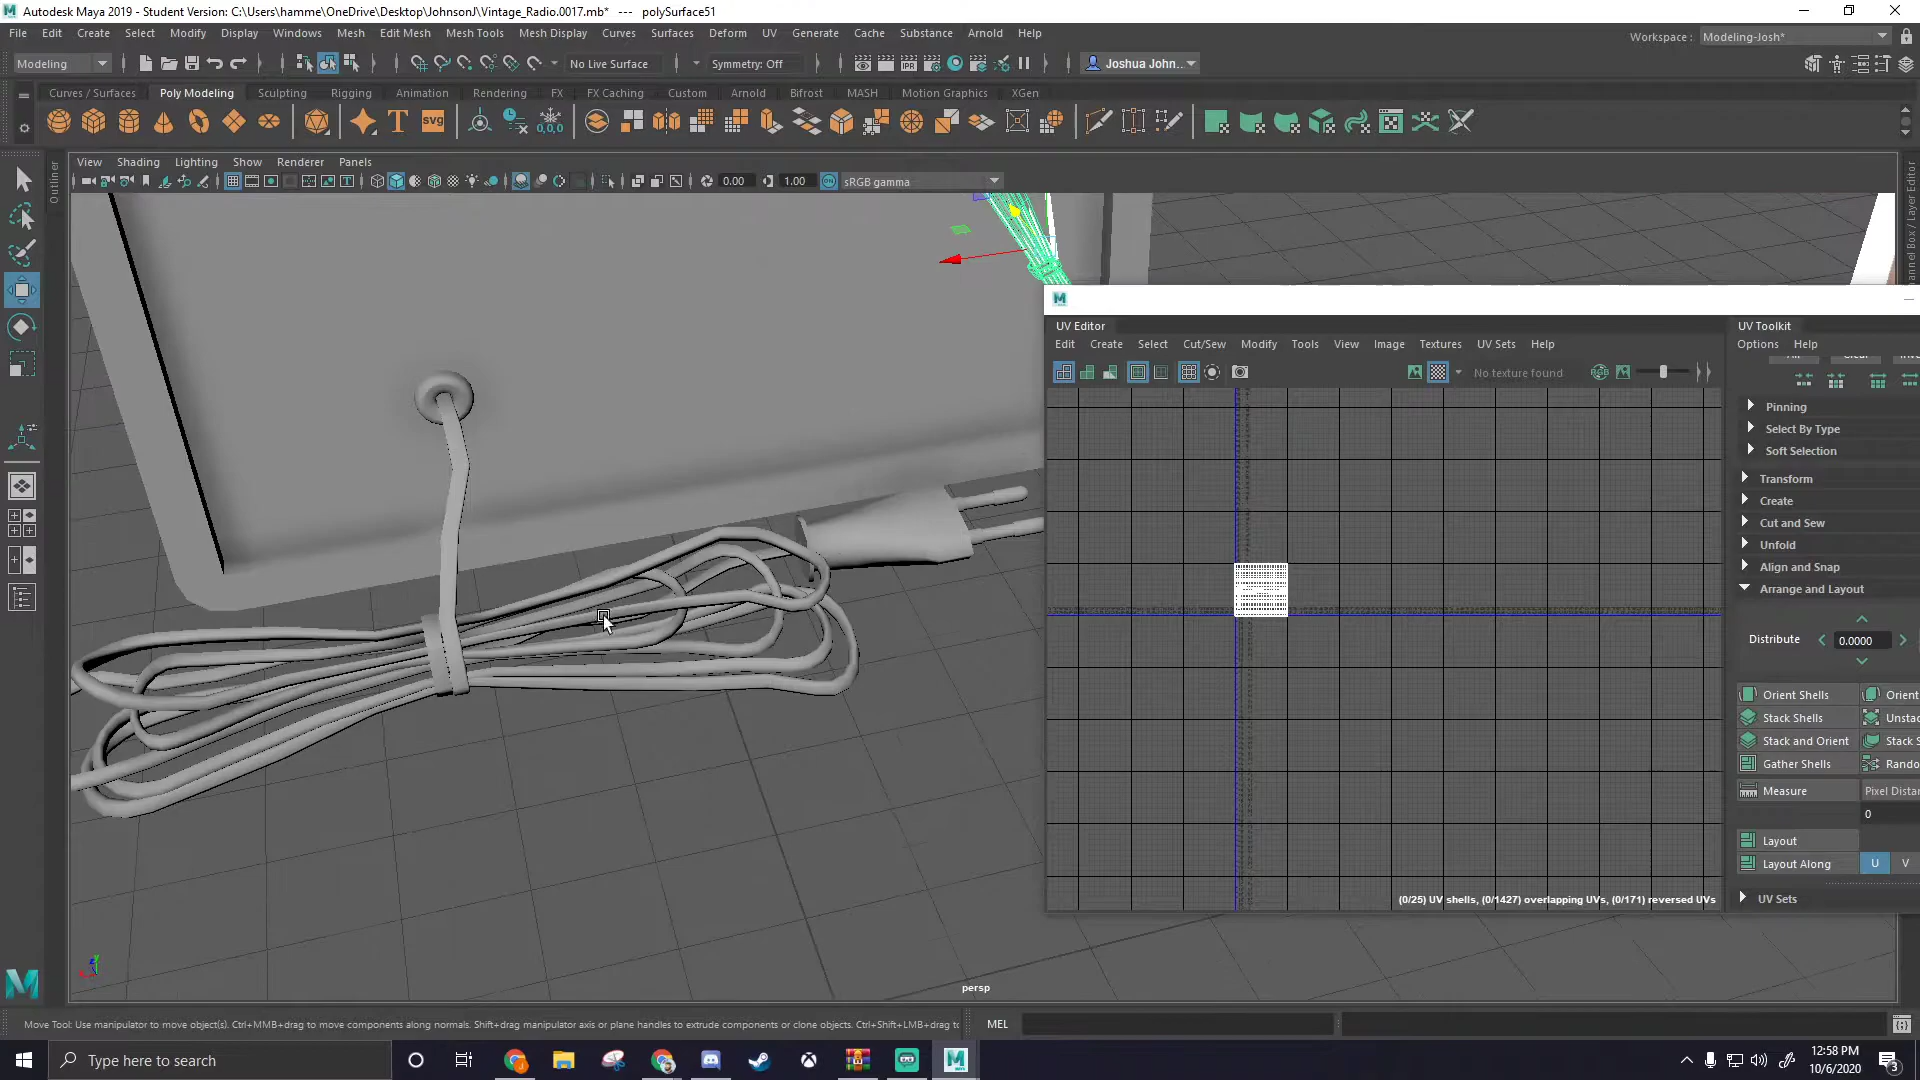 Autodesk Maya 2019 - Student Version: C:\Users\hamme\OneDrive\Desktop\JohnsonJ\Vintage_Radio.0017.mb* --- polySurface51
File Edit Create Select Modify Display Windows Mesh Edit Mesh Mesh Tools Mesh Display Curves Surfaces Deform UV Generate Cache Substance Arnold Help
Workspace : Modeling-Josh*
Modeling No Live Surface Symmetry: Off Joshua John...
Curves / Surfaces Poly Modeling Sculpting Rigging Animation Rendering FX FX Caching Custom Arnold Bifrost MASH Motion Graphics XGen
View Shading Lighting Show Renderer Panels
0.00 1.00 sRGB gamma
Outliner
UV Editor
Edit Create Select Cut/Sew Modify Tools View Image Textures UV Sets Help
No texture found
UV Toolkit
Options Help
Pinning
Select By Type
Soft Selection
Transform
Create
Cut and Sew
Unfold
Align and Snap
Arrange and Layout
Distribute 0.0000
Orient Shells Orient
Stack Shells Unsta
Stack and Orient Stack S
Gather Shells Rando
Measure Pixel Distan
0
Layout
Layout Along U V
UV Sets
(0/25) UV shells, (0/1427) overlapping UVs, (0/171) reversed UVs
persp
Move Tool: Use manipulator to move object(s). Ctrl+MMB+drag to move components along normals. Shift+drag manipulator axis or plane handles to extrude components or clone objects. Ctrl+Shift+LMB+drag to
MEL
Type here to search
12:58 PM
10/6/2020
3